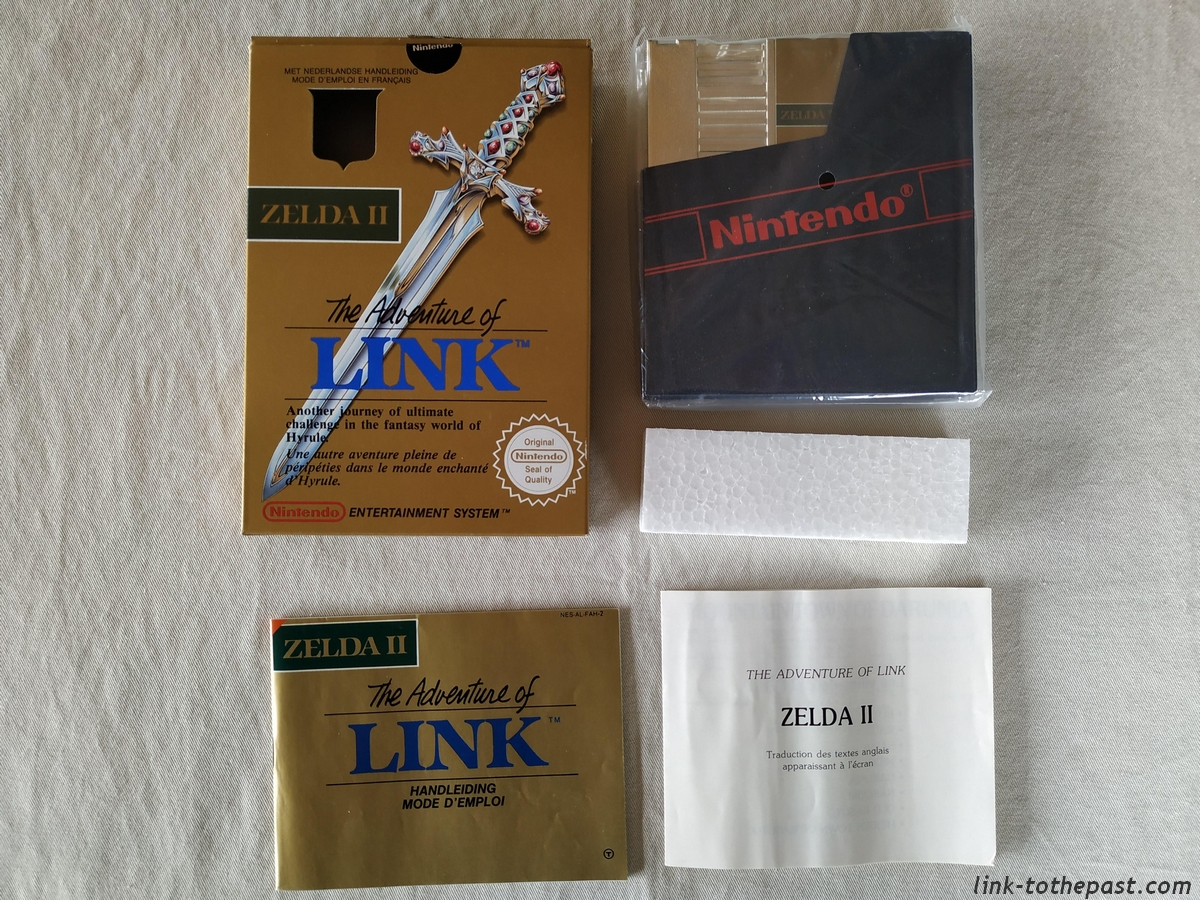 Nintendo
MET NEDERLANDSE HANDLEIDING
MODE D'EMPLOI EN FRANÇAIS
ZELDA II
The Adventure of
LINK™
Another journey of ultimate
challenge in the fantasy world of
Hyrule.
Une autre aventure pleine de
péripéties dans le monde enchanté
d'Hyrule.
Original
Nintendo
Seal of
Quality
TM
Nintendo ENTERTAINMENT SYSTEM™
ZELDA
Nintendo®
NES-AL-FAH-2
ZELDA II
The Adventure of
LINK™
HANDLEIDING
MODE D'EMPLOI
T
THE ADVENTURE OF LINK
ZELDA II
Traduction des textes anglais
apparaissant à l'écran
link-tothepast.com